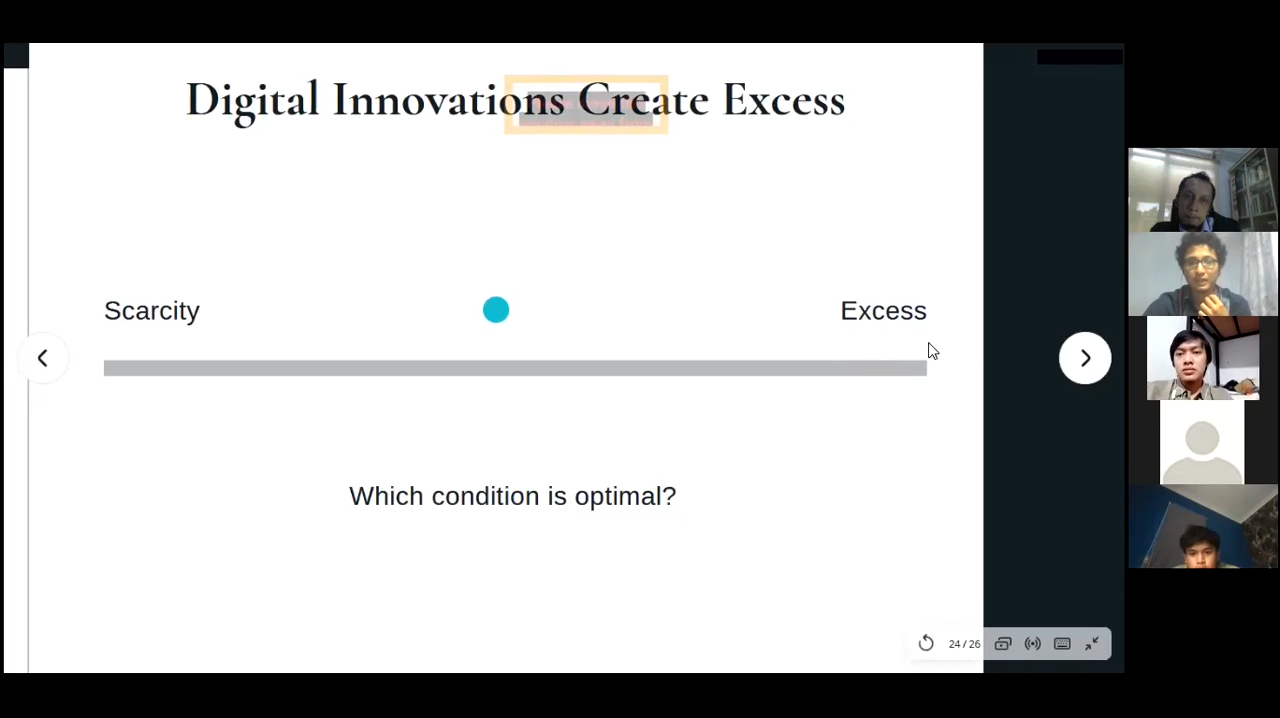 Digital Innovations Create Excess
Scarcity
Excess
Which condition is optimal?
24 / 26